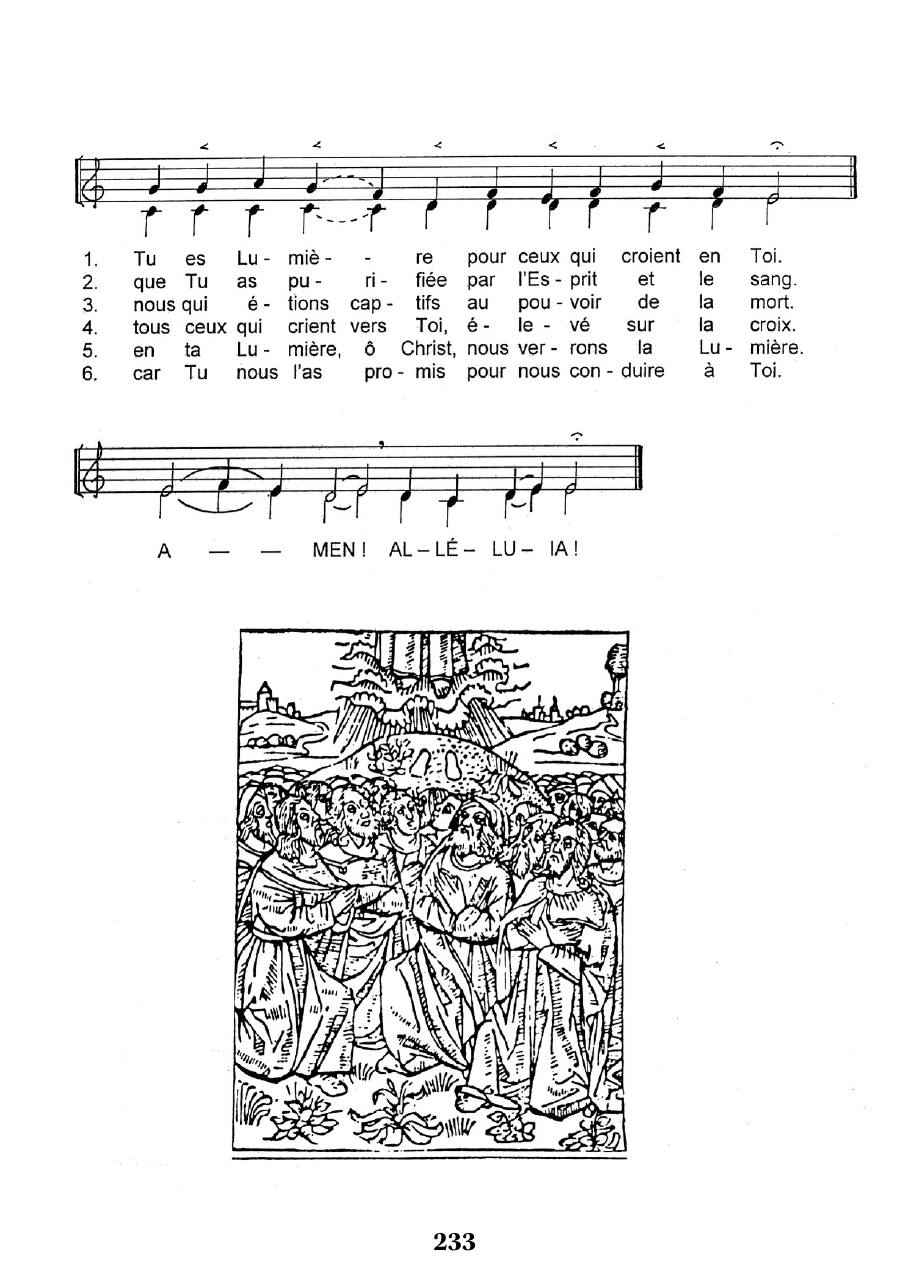 1. Tu es Lu - miè - - re pour ceux qui croient en Toi.
2. que Tu as pu - ri - fiée par l'Es - prit et le sang.
3. nous qui é - tions cap - tifs au pou - voir de la mort.
4. tous ceux qui crient vers Toi, é - le - vé sur la croix.
5. en ta Lu - mière, ô Christ, nous ver - rons la Lu - mière.
6. car Tu nous l'as pro - mis pour nous con - duire à Toi.
A — — MEN ! AL – LÉ – LU – IA !
233